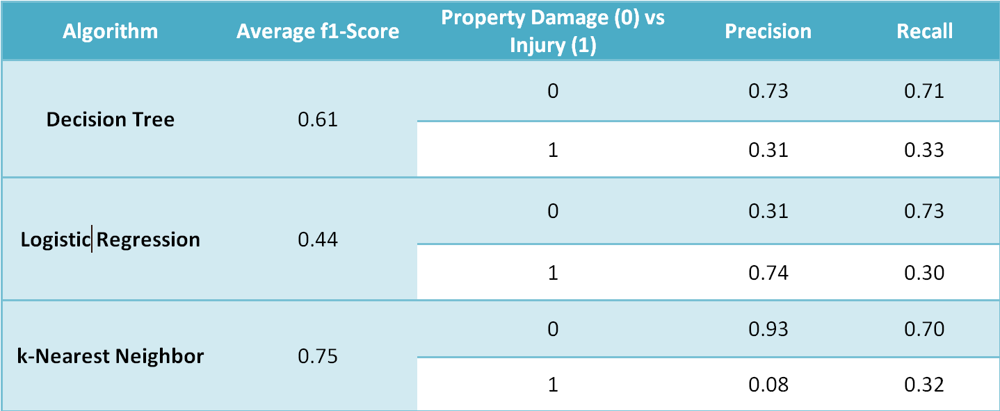 Algorithm Average f1-Score Property Damage (0) vs Injury (1) Precision Recall
Decision Tree 0.61 0 0.73 0.71
1 0.31 0.33
Logistic Regression 0.44 0 0.31 0.73
1 0.74 0.30
k-Nearest Neighbor 0.75 0 0.93 0.70
1 0.08 0.32